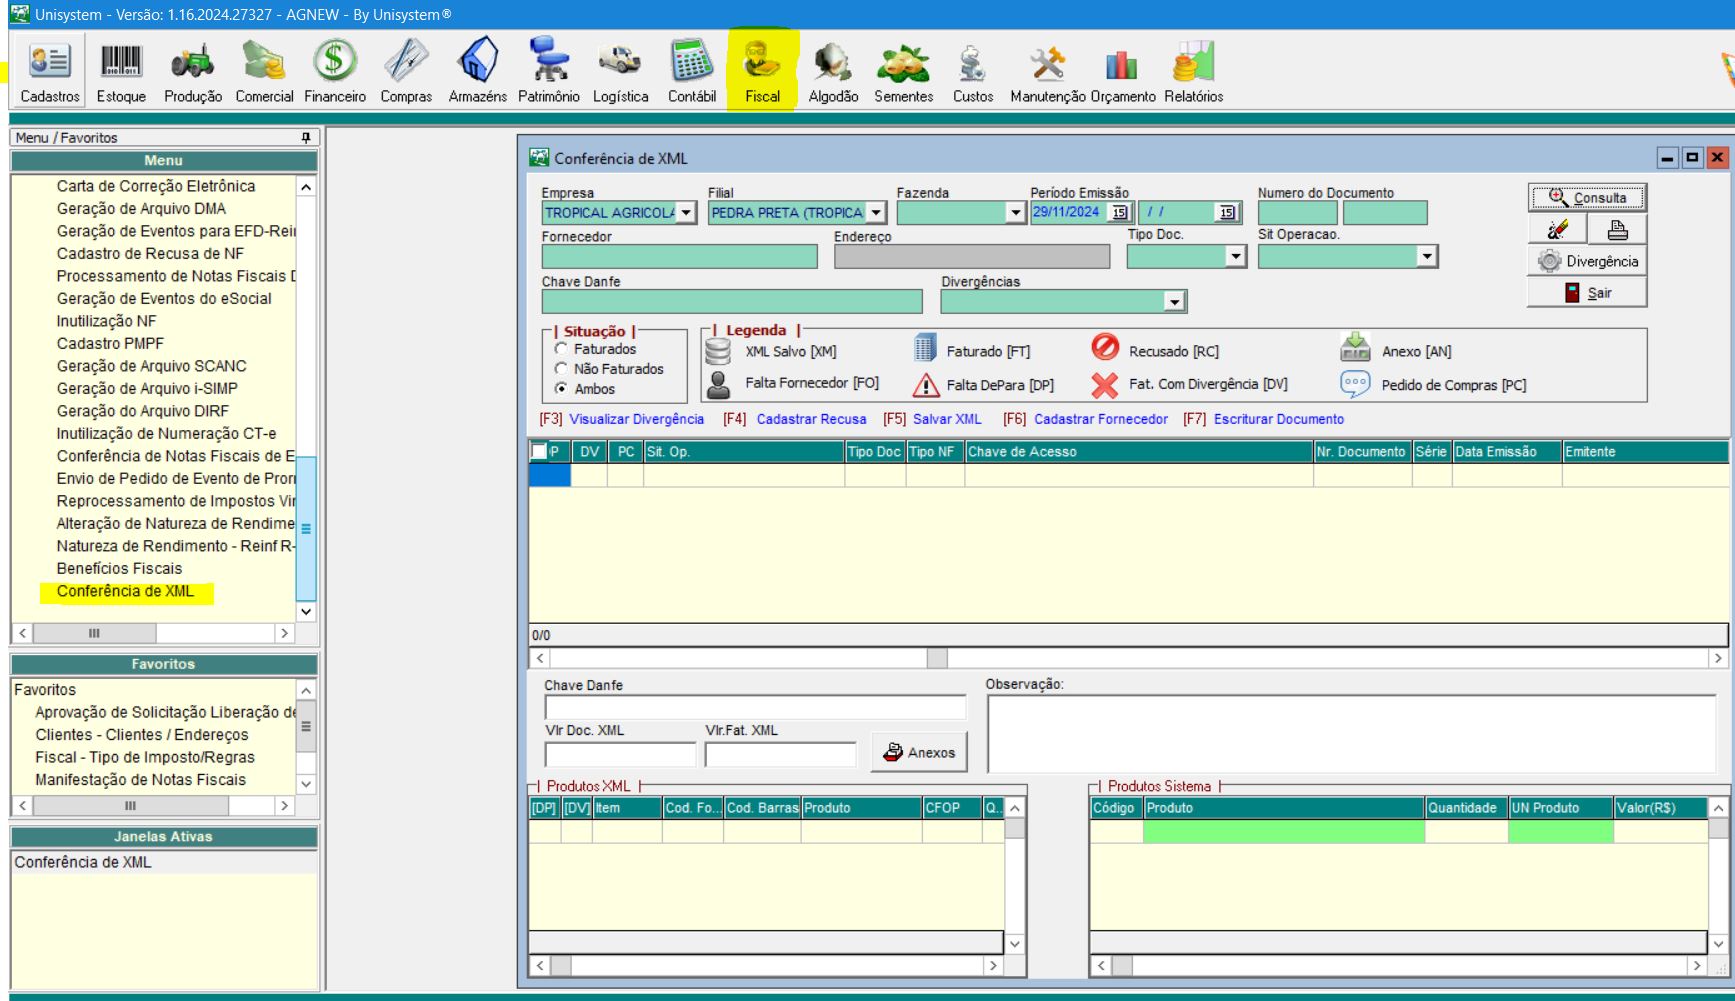 Unisystem - Versão: 1.16.2024.27327 - AGNEW - By Unisystem®
Cadastros Estoque Produção Comercial Financeiro Compras Armazéns Patrimônio Logística Contábil Fiscal Algodão Sementes Custos Manutenção Orçamento Relatórios
Menu / Favoritos
Menu
Carta de Correção Eletrônica
Geração de Arquivo DMA
Geração de Eventos para EFD-Rei
Cadastro de Recusa de NF
Processamento de Notas Fiscais D
Geração de Eventos do eSocial
Inutilização NF
Cadastro PMPF
Geração de Arquivo SCANC
Geração de Arquivo i-SIMP
Geração do Arquivo DIRF
Inutilização de Numeração CT-e
Conferência de Notas Fiscais de E
Envio de Pedido de Evento de Pror
Reprocessamento de Impostos Vir
Alteração de Natureza de Rendime
Natureza de Rendimento - Reinf R-
Benefícios Fiscais
Conferência de XML
Favoritos
Favoritos
Aprovação de Solicitação Liberação de
Clientes - Clientes / Endereços
Fiscal - Tipo de Imposto/Regras
Manifestação de Notas Fiscais
Janelas Ativas
Conferência de XML
Conferência de XML
Empresa Filial Fazenda Período Emissão Numero do Documento
TROPICAL AGRICOLA PEDRA PRETA (TROPICA 29/11/2024 15 / / 15
Consulta
Fornecedor Endereço Tipo Doc. Sit Operacao.
Divergência
Chave Danfe Divergências
Sair
| Situação |
Faturados
Não Faturados
Ambos
| Legenda |
XML Salvo [XM] Faturado [FT] Recusado [RC] Anexo [AN]
Falta Fornecedor [FO] Falta DePara [DP] Fat. Com Divergência [DV] Pedido de Compras [PC]
[F3] Visualizar Divergência [F4] Cadastrar Recusa [F5] Salvar XML [F6] Cadastrar Fornecedor [F7] Escriturar Documento
P DV PC Sit. Op. Tipo Doc Tipo NF Chave de Acesso Nr. Documento Série Data Emissão Emitente
0/0
Chave Danfe Observação:
Vlr Doc. XML Vlr.Fat. XML
Anexos
| Produtos XML |
[DP] [DV] Item Cod. Fo... Cod. Barras Produto CFOP Q...
| Produtos Sistema |
Código Produto Quantidade UN Produto Valor(R$)